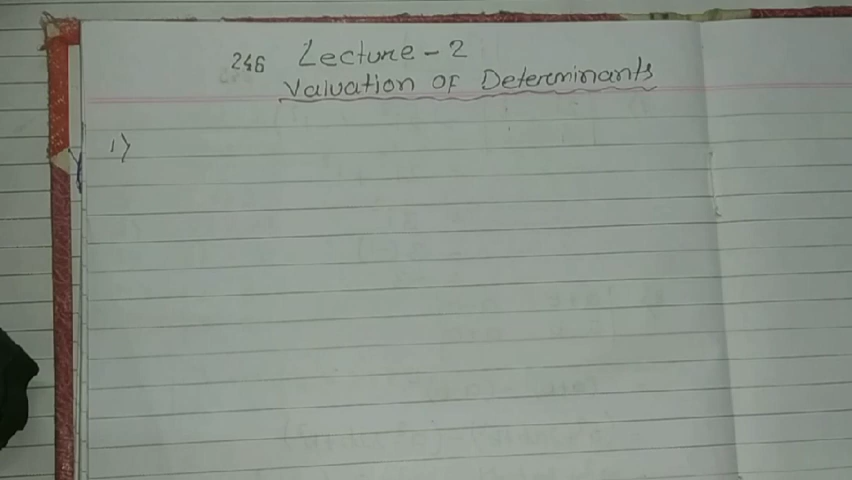 246 Lecture-2
Valuation OF Determinants
1)